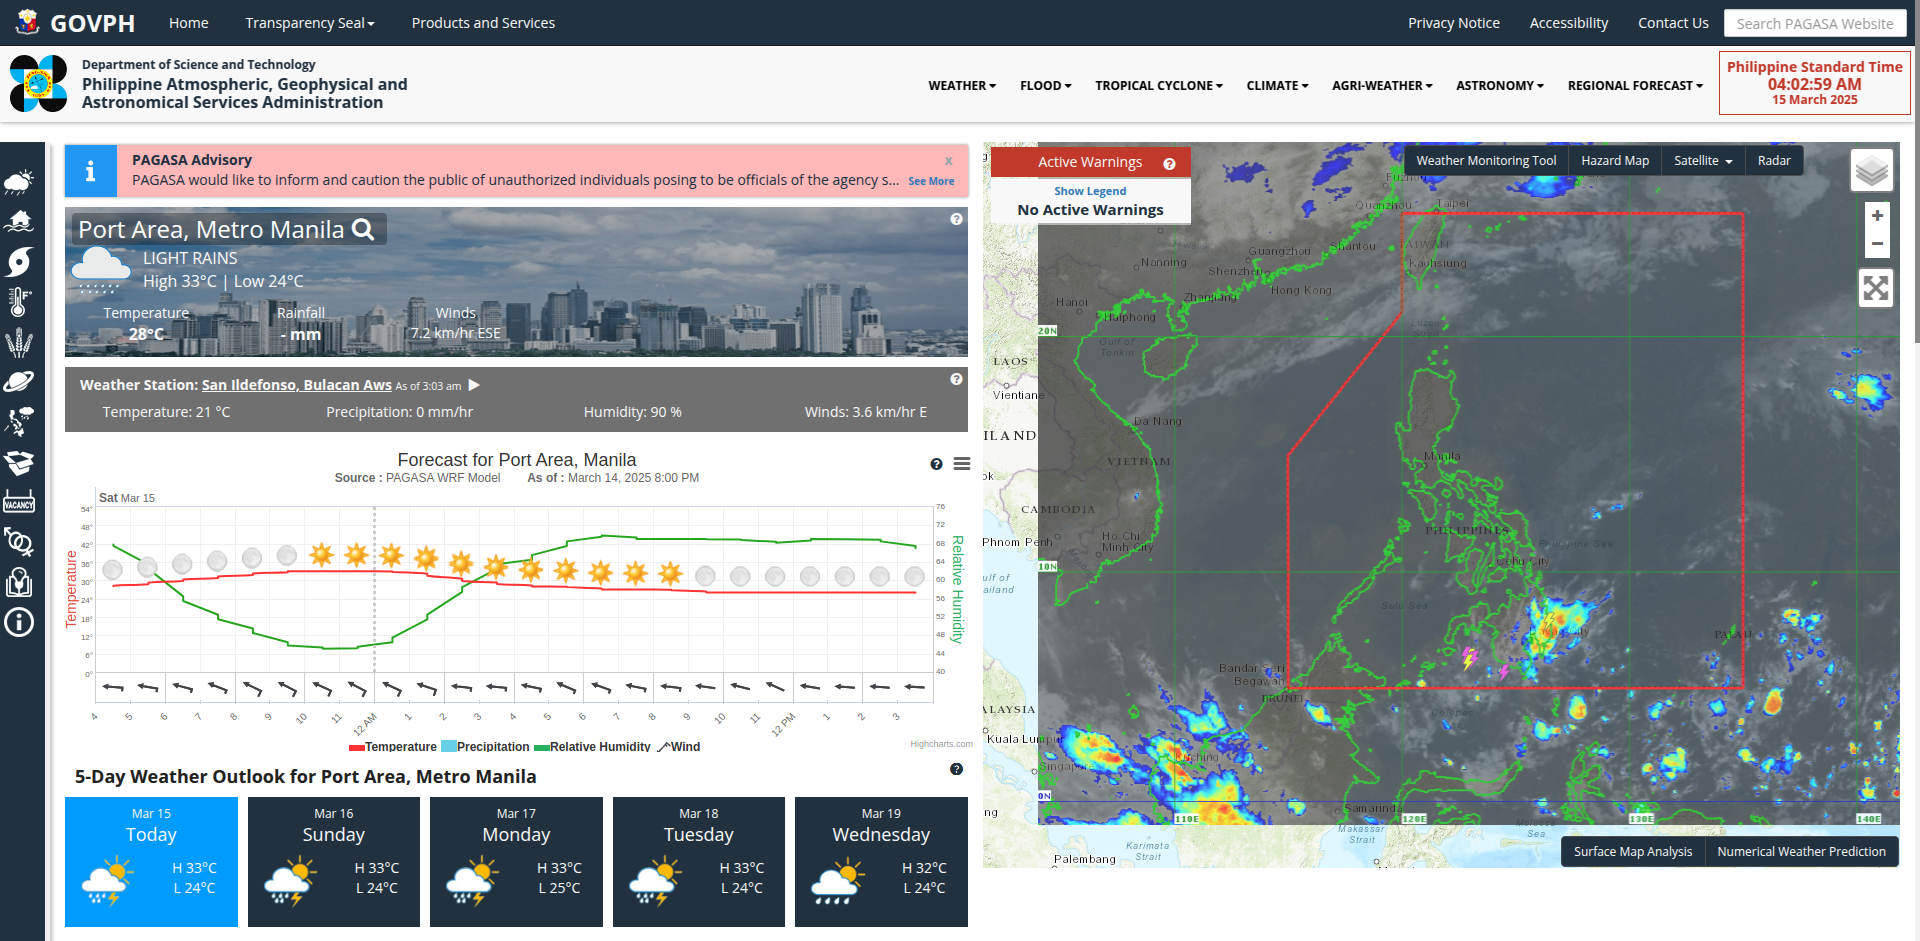 GOVPH
Home
Transparency Seal
Products and Services
Privacy Notice
Accessibility
Contact Us
Search PAGASA Website
Department of Science and Technology
Philippine Atmospheric, Geophysical and
Astronomical Services Administration
WEATHER
FLOOD
TROPICAL CYCLONE
CLIMATE
AGRI-WEATHER
ASTRONOMY
REGIONAL FORECAST
Philippine Standard Time
04:02:59 AM
15 March 2025
PAGASA Advisory
x
PAGASA would like to inform and caution the public of unauthorized individuals posing to be officials of the agency s... See More
Port Area, Metro Manila
LIGHT RAINS
High 33°C | Low 24°C
Temperature
Rainfall
Winds
28°C
- mm
7.2 km/hr ESE
Weather Station: San Ildefonso, Bulacan Aws As of 3:03 am
Temperature: 21 °C
Precipitation: 0 mm/hr
Humidity: 90 %
Winds: 3.6 km/hr E
Forecast for Port Area, Manila
Source : PAGASA WRF Model As of : March 14, 2025 8:00 PM
Sat Mar 15
Temperature
54°
48°
42°
36°
30°
24°
18°
12°
6°
0°
76
72
68
64
60
56
52
48
44
40
Relative Humidity
4 5 6 7 8 9 10 11 12 AM 1 2 3 4 5 6 7 8 9 10 11 12 PM 1 2 3
Temperature Precipitation Relative Humidity Wind
Highcharts.com
5-Day Weather Outlook for Port Area, Metro Manila
Mar 15
Today
H 33°C
L 24°C
Mar 16
Sunday
H 33°C
L 24°C
Mar 17
Monday
H 33°C
L 25°C
Mar 18
Tuesday
H 33°C
L 24°C
Mar 19
Wednesday
H 32°C
L 24°C
VACANCY
Active Warnings
Show Legend
No Active Warnings
Weather Monitoring Tool
Hazard Map
Satellite
Radar
+
−
Fuzhou
Quanzhou
Taipei
Shantou
TAIWAN
Guangzhou
Kaohsiung
Nanning
Shenzhen
Hong Kong
Zhanjiang
Hanoi
Haiphong
20N
Luzon
Strait
Gulf of
Tonkin
LAOS
Vientiane
Da Nang
ILAND
VIETNAM
Manila
ok
CAMBODIA
PHILIPPINES
Philippine Sea
Phnom Penh
Ho Chi
Minh City
Cebu City
10N
ulf of
ailand
Sulu Sea
Davao City
PALAU
Bandar Seri
Begawan
BRUNEI
ALAYSIA
Celebes
Kuala Lumpur
Singapore
Kuching
0N
Samarinda
110E
120E
130E
140E
ng
Makassar
Strait
Molucca
Sea
Karimata
Strait
Palembang
Surface Map Analysis
Numerical Weather Prediction